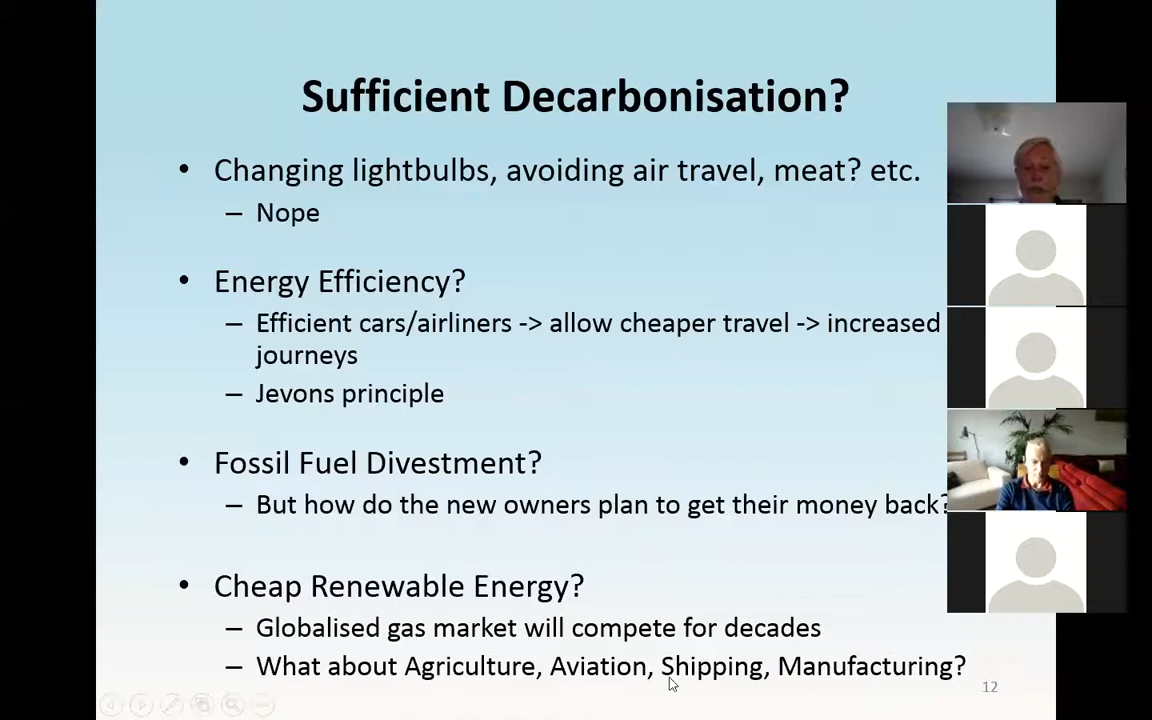 Sufficient Decarbonisation?
• Changing lightbulbs, avoiding air travel, meat? etc.
– Nope
• Energy Efficiency?
– Efficient cars/airliners -> allow cheaper travel -> increased
journeys
– Jevons principle
• Fossil Fuel Divestment?
– But how do the new owners plan to get their money back?
• Cheap Renewable Energy?
– Globalised gas market will compete for decades
– What about Agriculture, Aviation, Shipping, Manufacturing?
12